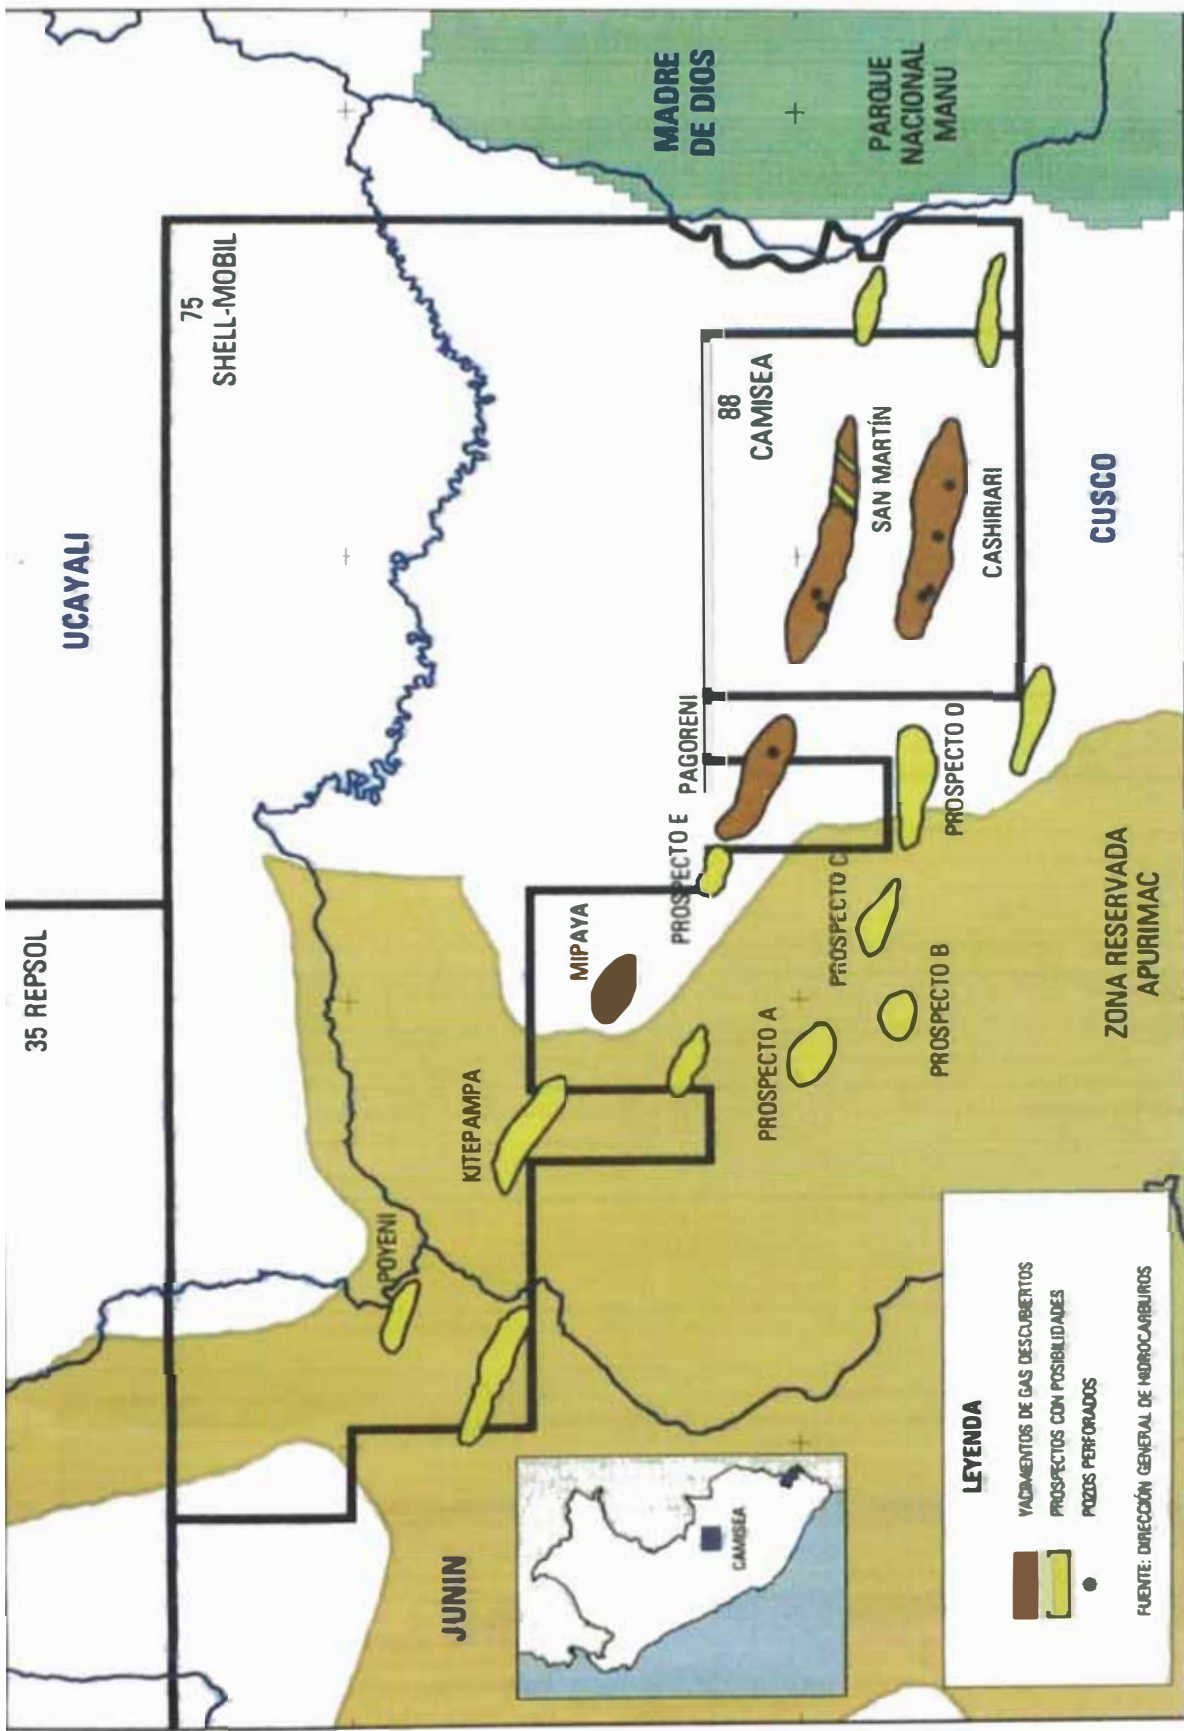 35 REPSOL
UCAYALI
75
SHELL-MOBIL
MADRE
DE DIOS
PARQUE
NACIONAL
MANU
POYENI
KITEPAMPA
MIPAYA
PROSPECTO E
PAGORENI
88
CAMISEA
SAN MARTÍN
CASHIRIARI
PROSPECTO A
PROSPECTO B
PROSPECTO C
PROSPECTO D
CUSCO
ZONA RESERVADA
APURIMAC
JUNIN
CAMISEA
LEYENDA
YACIMIENTOS DE GAS DESCUBIERTOS
PROSPECTOS CON POSIBILIDADES
POZOS PERFORADOS
FUENTE: DIRECCIÓN GENERAL DE HIDROCARBUROS